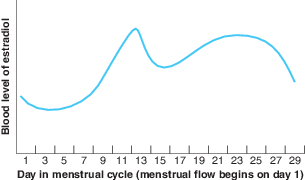 Blood level of estradiol
1 3 5 7 9 11 13 15 17 19 21 23 25 27 29
Day in menstrual cycle (menstrual flow begins on day 1)